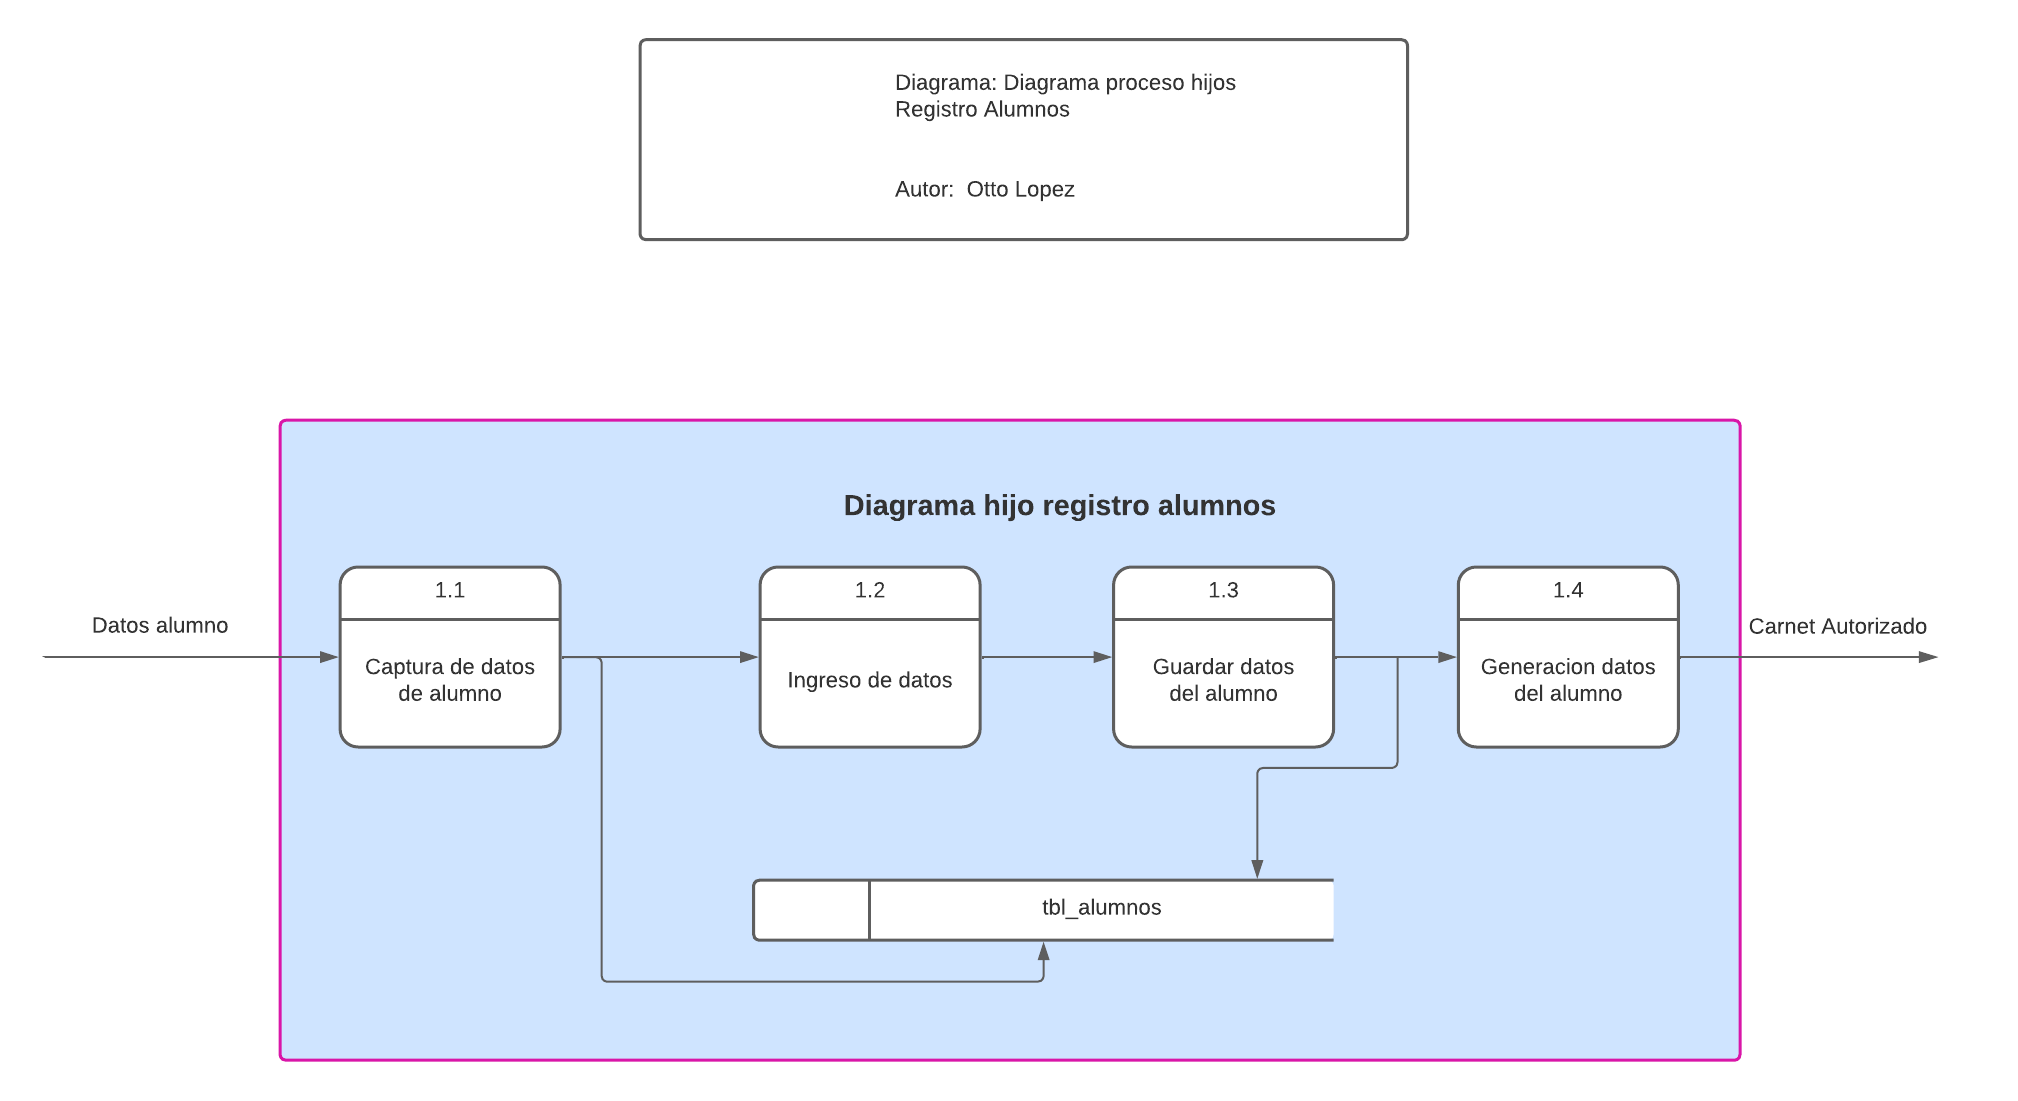 Diagrama: Diagrama proceso hijos
Registro Alumnos
Autor:  Otto Lopez
Diagrama hijo registro alumnos
Datos alumno
1.1
Captura de datos
de alumno
1.2
Ingreso de datos
1.3
Guardar datos
del alumno
1.4
Generacion datos
del alumno
Carnet Autorizado
tbl_alumnos